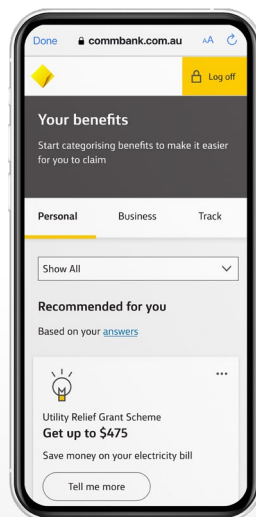 Done commbank.com.au AA
Log off
Your benefits
Start categorising benefits to make it easier
for you to claim
Personal Business Track
Show All
Recommended for you
Based on your answers
Utility Relief Grant Scheme
Get up to $475
Save money on your electricity bill
Tell me more